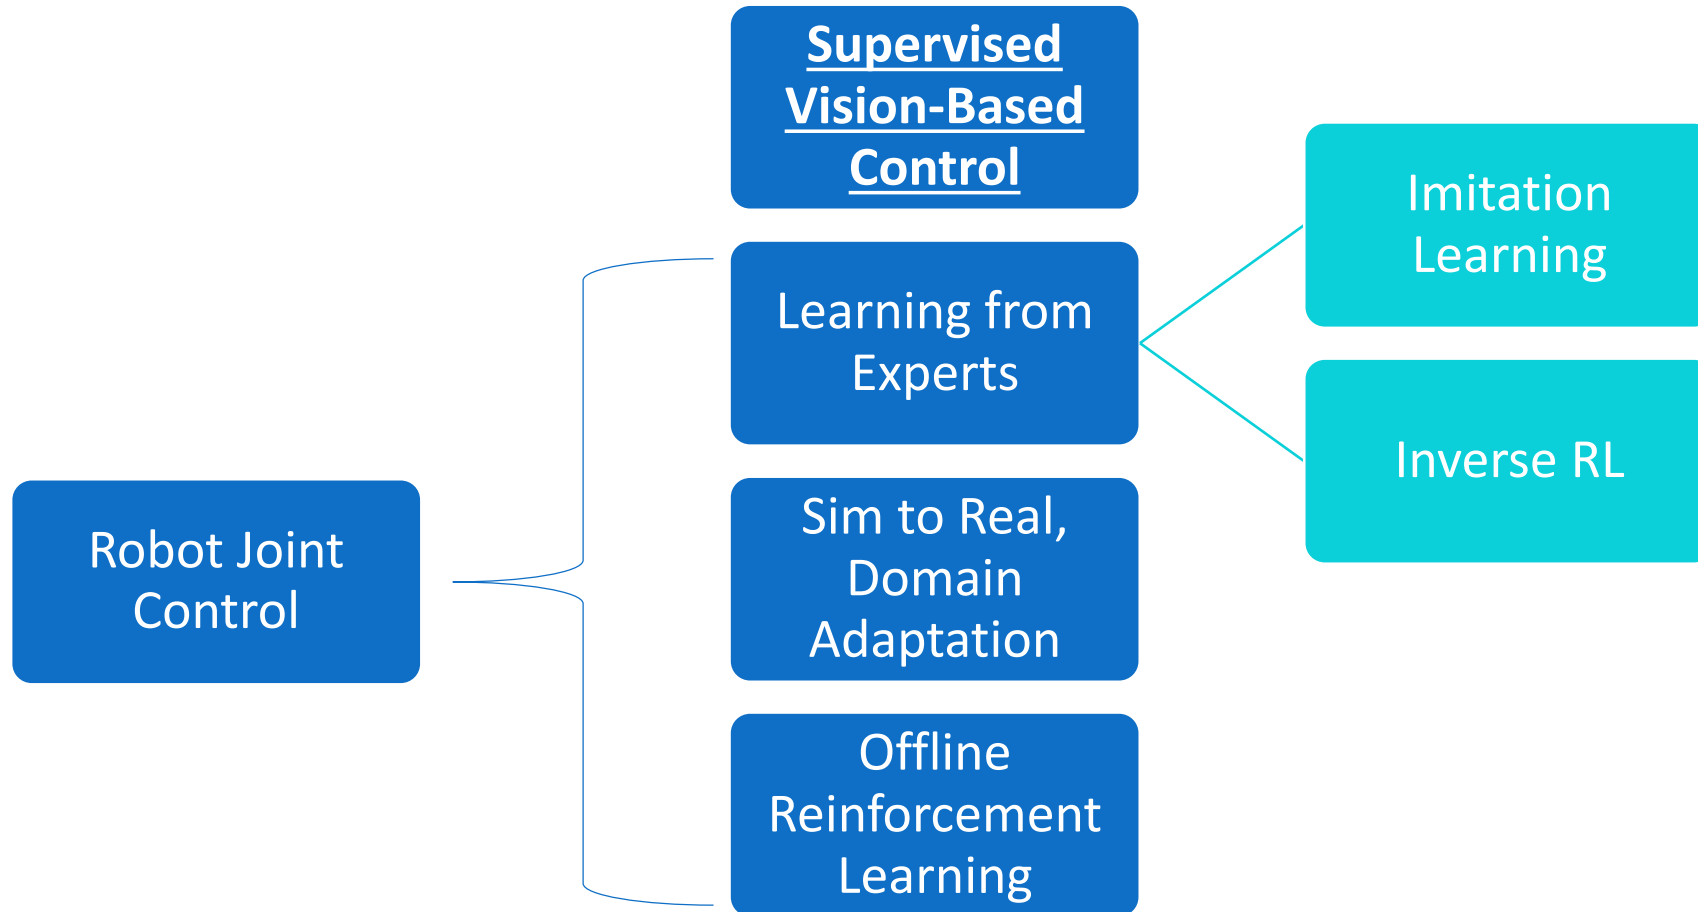 Supervised
Vision-Based
Control
Learning from
Experts
Sim to Real,
Domain
Adaptation
Offline
Reinforcement
Learning
Robot Joint
Control
Imitation
Learning
Inverse RL